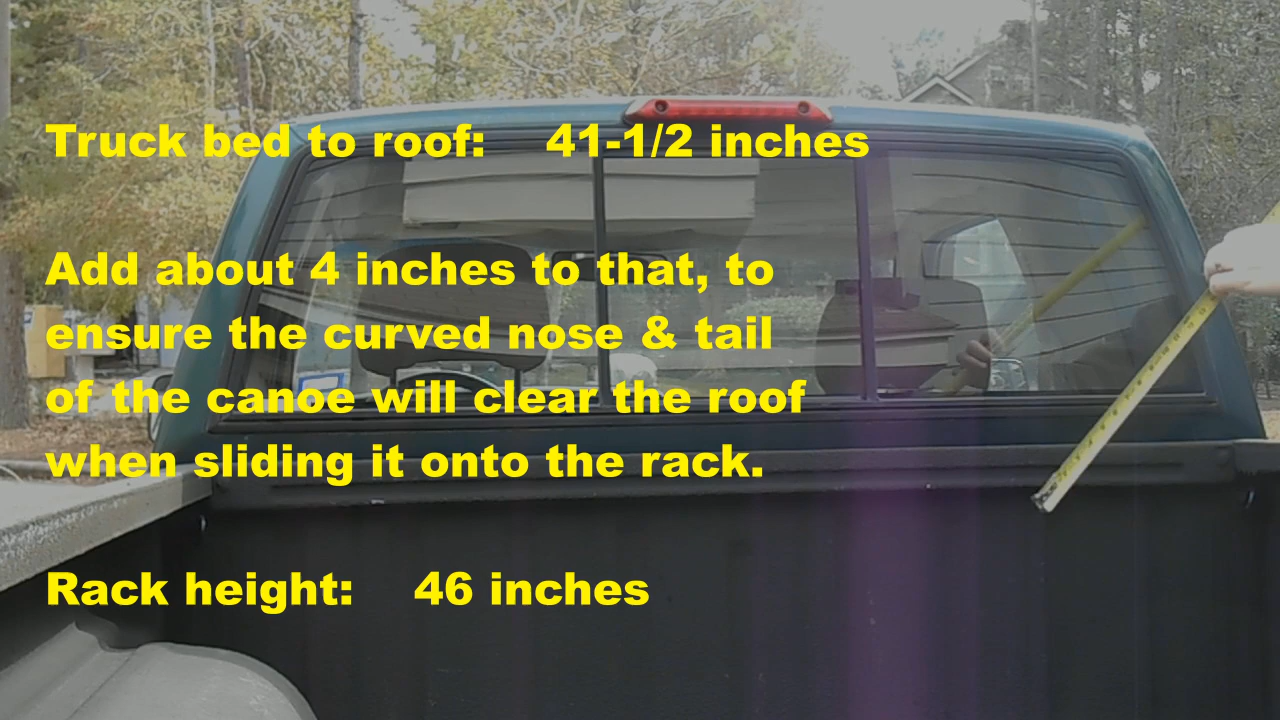 Truck bed to roof: 41-1/2 inches
Add about 4 inches to that, to
ensure the curved nose & tail
of the canoe will clear the roof
when sliding it onto the rack.
Rack height: 46 inches